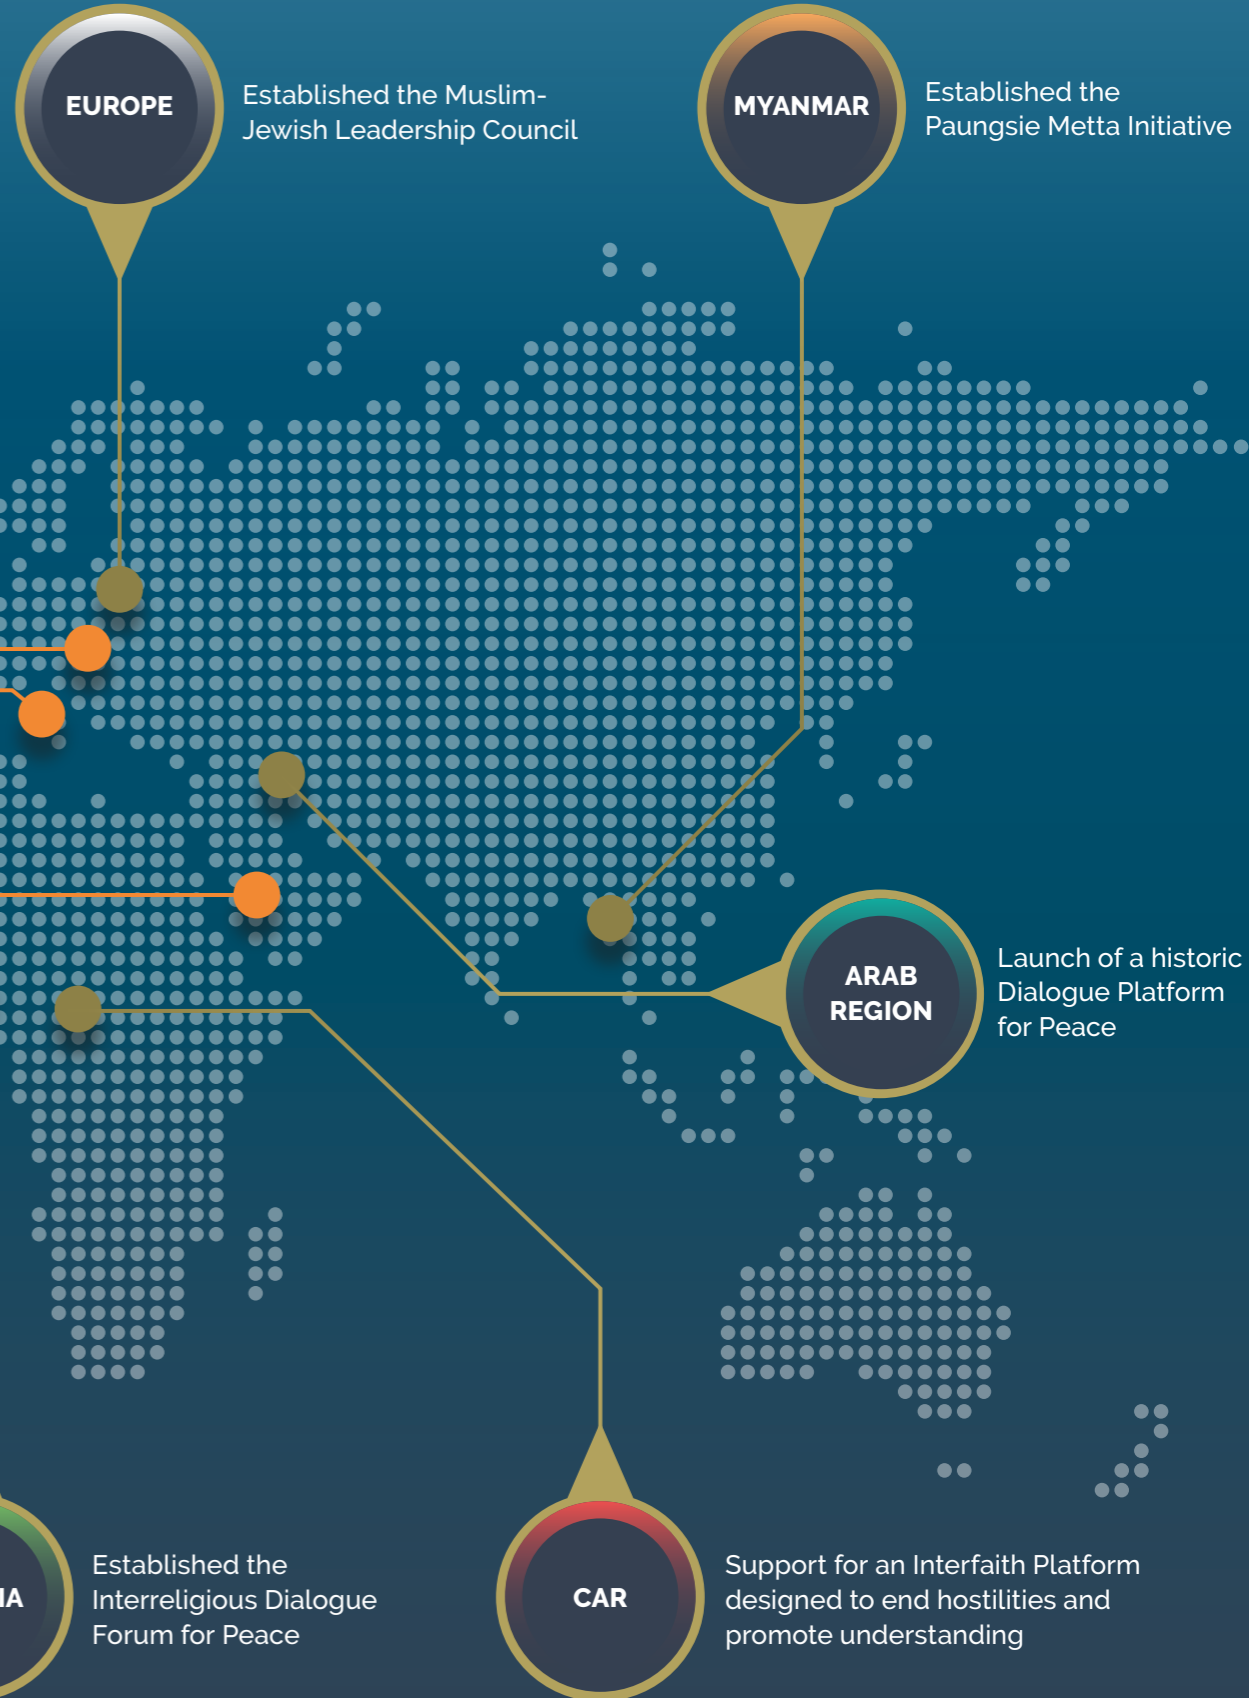 EUROPE
Established the Muslim-
Jewish Leadership Council
MYANMAR
Established the
Paungsie Metta Initiative
ARAB
REGION
Launch of a historic
Dialogue Platform
for Peace
Established the
Interreligious Dialogue
Forum for Peace
CAR
Support for an Interfaith Platform
designed to end hostilities and
promote understanding